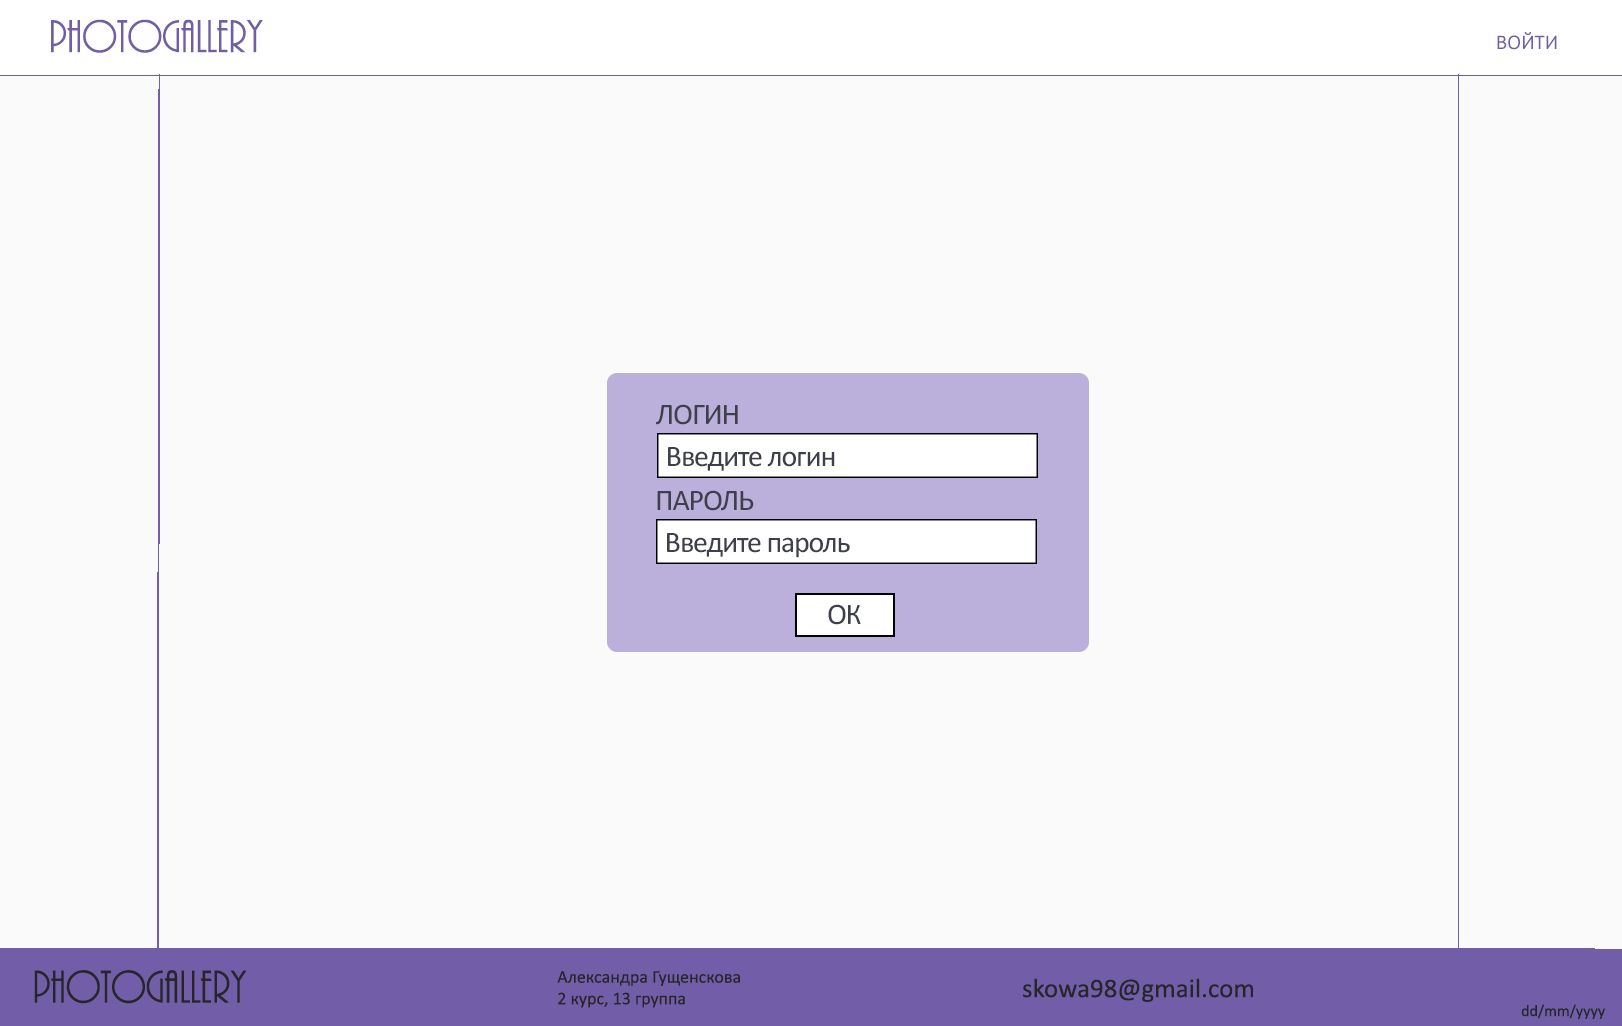 PHOTOGALLERY
ВОЙТИ
ЛОГИН
Введите логин
ПАРОЛЬ
Введите пароль
ОК
PHOTOGALLERY
Александра Гущенскова
2 курс, 13 группа
skowa98@gmail.com
dd/mm/yyyy